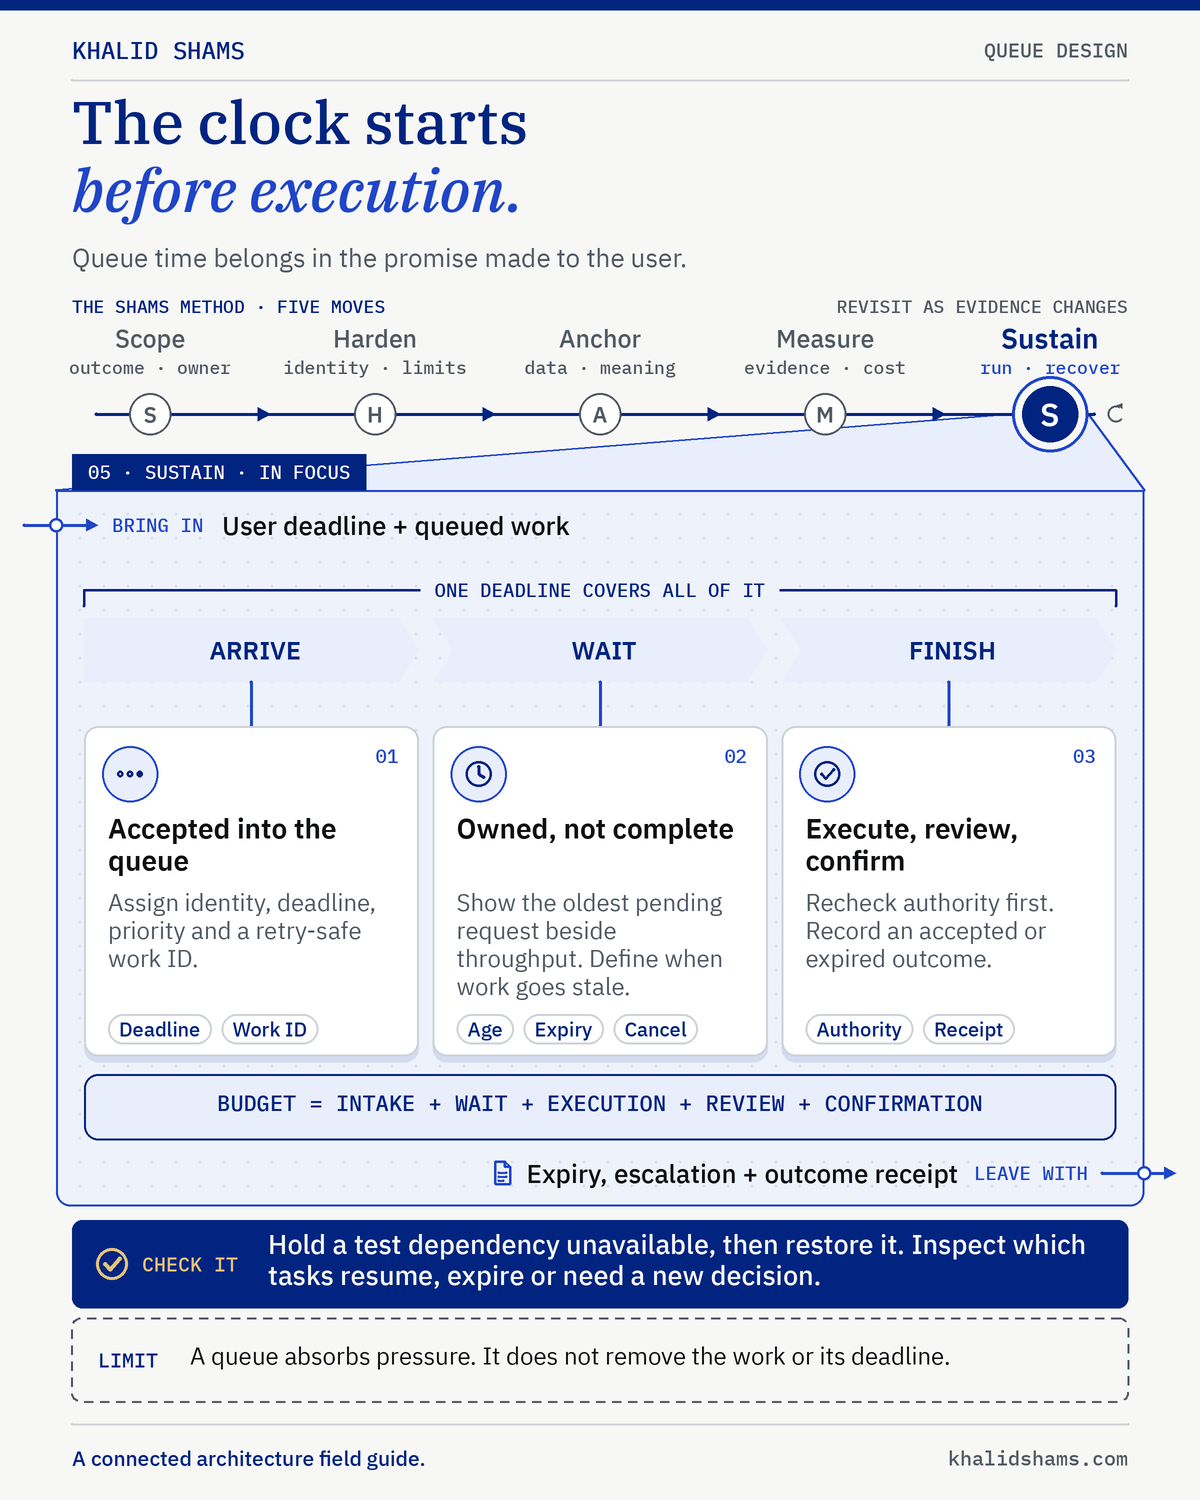 KHALID SHAMS
QUEUE DESIGN
The clock starts
before execution.
Queue time belongs in the promise made to the user.
THE SHAMS METHOD · FIVE MOVES
REVISIT AS EVIDENCE CHANGES
Scope
outcome · owner
Harden
identity · limits
Anchor
data · meaning
Measure
evidence · cost
Sustain
run · recover
S
H
A
M
S
05 · SUSTAIN · IN FOCUS
BRING IN User deadline + queued work
ONE DEADLINE COVERS ALL OF IT
ARRIVE
WAIT
FINISH
01
Accepted into the
queue
Assign identity, deadline,
priority and a retry-safe
work ID.
Deadline
Work ID
02
Owned, not complete
Show the oldest pending
request beside
throughput. Define when
work goes stale.
Age
Expiry
Cancel
03
Execute, review,
confirm
Recheck authority first.
Record an accepted or
expired outcome.
Authority
Receipt
BUDGET = INTAKE + WAIT + EXECUTION + REVIEW + CONFIRMATION
Expiry, escalation + outcome receipt LEAVE WITH
CHECK IT
Hold a test dependency unavailable, then restore it. Inspect which
tasks resume, expire or need a new decision.
LIMIT
A queue absorbs pressure. It does not remove the work or its deadline.
A connected architecture field guide.
khalidshams.com